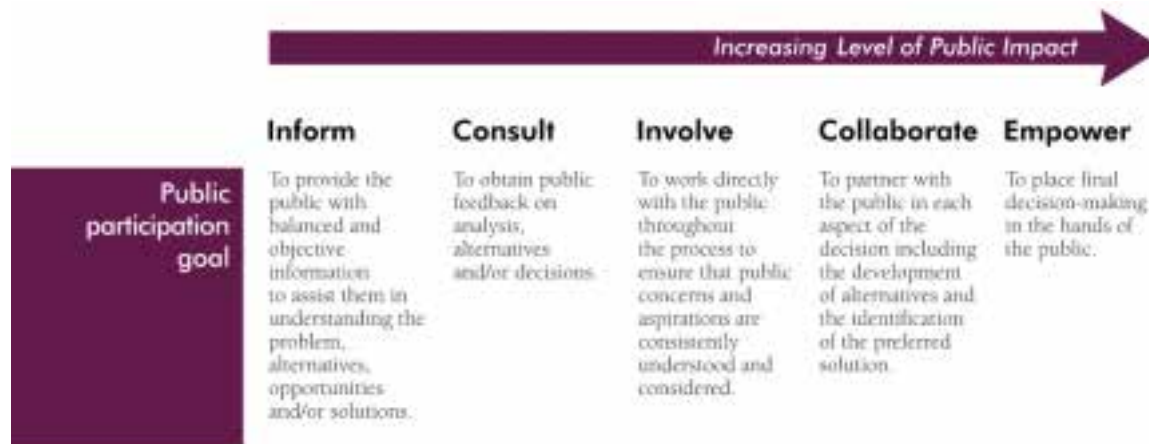 Increasing Level of Public Impact
Inform
Consult
Involve
Collaborate
Empower
Public
participation
goal
To provide the
public with
balanced and
objective
information
to assist them in
understanding the
problem,
alternatives,
opportunities
and/or solutions.
To obtain public
feedback on
analysis,
alternatives
and/or decisions.
To work directly
with the public
throughout
the process to
ensure that public
concerns and
aspirations are
consistently
understood and
considered.
To partner with
the public in each
aspect of the
decision including
the development
of alternatives and
the identification
of the preferred
solution.
To place final
decision-making
in the hands of
the public.